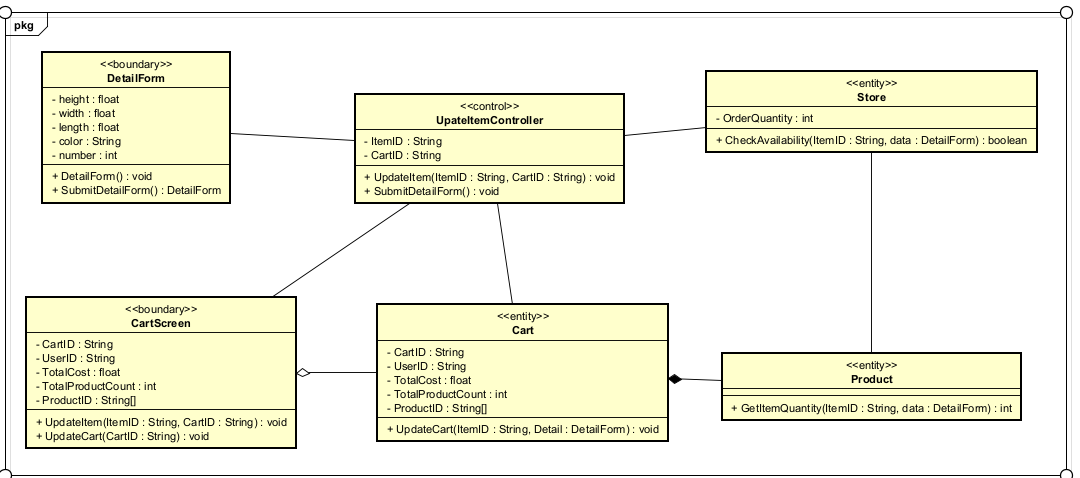 pkg
<<boundary>>
DetailForm
- height : float
- width : float
- length : float
- color : String
- number : int
+ DetailForm() : void
+ SubmitDetailForm() : DetailForm
<<control>>
UpateItemController
- ItemID : String
- CartID : String
+ UpdateItem(ItemID : String, CartID : String) : void
+ SubmitDetailForm() : void
<<entity>>
Store
- OrderQuantity : int
+ CheckAvailability(ItemID : String, data : DetailForm) : boolean
<<boundary>>
CartScreen
- CartID : String
- UserID : String
- TotalCost : float
- TotalProductCount : int
- ProductID : String[]
+ UpdateItem(ItemID : String, CartID : String) : void
+ UpdateCart(CartID : String) : void
<<entity>>
Cart
- CartID : String
- UserID : String
- TotalCost : float
- TotalProductCount : int
- ProductID : String[]
+ UpdateCart(ItemID : String, Detail : DetailForm) : void
<<entity>>
Product
+ GetItemQuantity(ItemID : String, data : DetailForm) : int